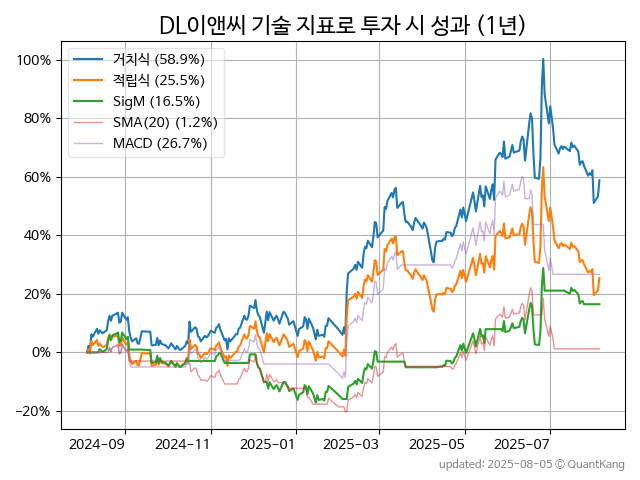 DL이앤씨 기술 지표로 투자 시 성과 (1년)
거치식 (58.9%)
적립식 (25.5%)
SigM (16.5%)
SMA(20) (1.2%)
MACD (26.7%)
100%
80%
60%
40%
20%
0%
−20%
2024-09 2024-11 2025-01 2025-03 2025-05 2025-07
updated: 2025-08-05 © QuantKang